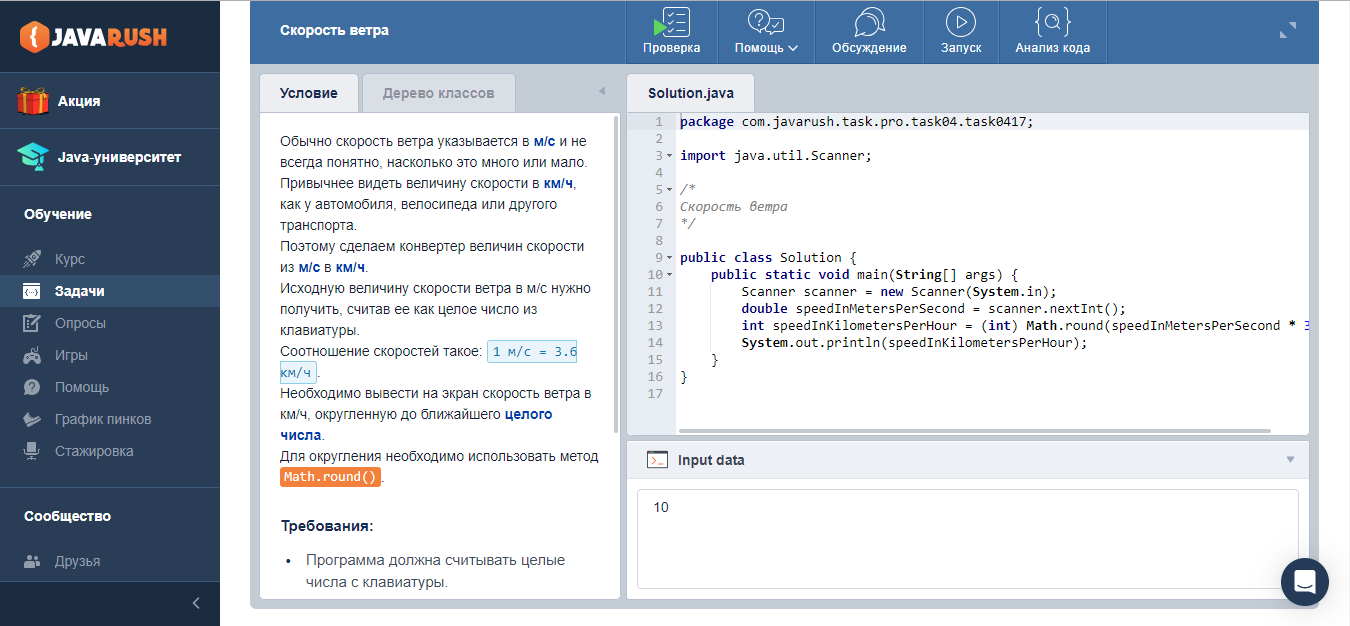 JAVARUSH
Акция
Java-университет
Обучение
Курс
Задачи
Опросы
Игры
Помощь
График пинков
Стажировка
Сообщество
Друзья
Скорость ветра
Проверка
Помощь
Обсуждение
Запуск
Анализ кода
Условие
Дерево классов
Обычно скорость ветра указывается в м/с и не
всегда понятно, насколько это много или мало.
Привычнее видеть величину скорости в км/ч,
как у автомобиля, велосипеда или другого
транспорта.
Поэтому сделаем конвертер величин скорости
из м/с в км/ч.
Исходную величину скорости ветра в м/с нужно
получить, считав ее как целое число из
клавиатуры.
Соотношение скоростей такое: 1 м/с = 3.6
км/ч.
Необходимо вывести на экран скорость ветра в
км/ч, округленную до ближайшего целого
числа.
Для округления необходимо использовать метод
Math.round().
Требования:
• Программа должна считывать целые
числа с клавиатуры.
Solution.java
1 package com.javarush.task.pro.task04.task0417;
2
3 import java.util.Scanner;
4
5 /*
6 Скорость ветра
7 */
8
9 public class Solution {
10 public static void main(String[] args) {
11 Scanner scanner = new Scanner(System.in);
12 double speedInMetersPerSecond = scanner.nextInt();
13 int speedInKilometersPerHour = (int) Math.round(speedInMetersPerSecond * 3
14 System.out.println(speedInKilometersPerHour);
15 }
16 }
17
Input data
10